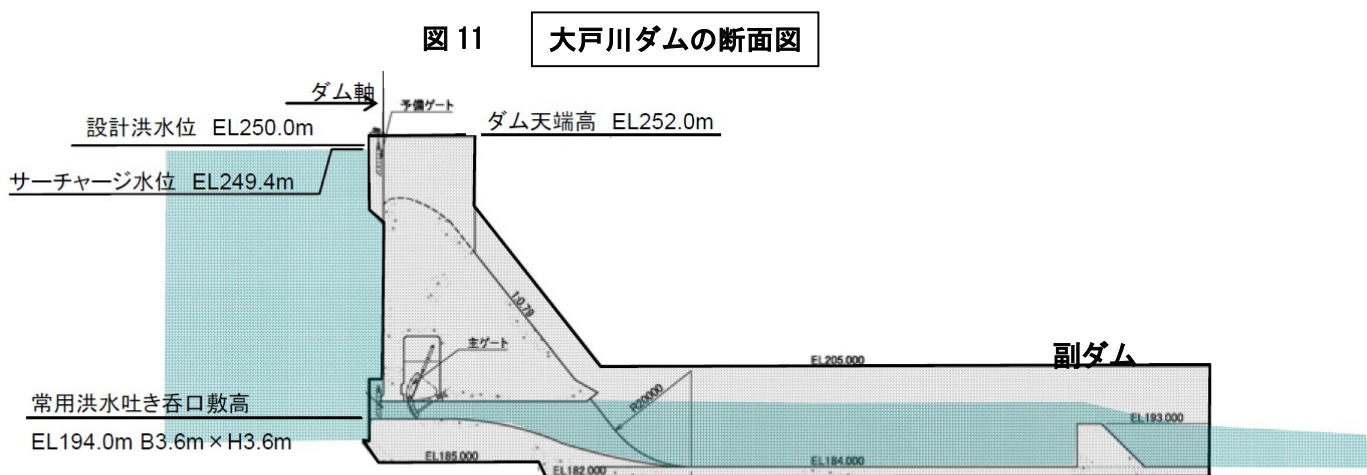 図 11 大戸川ダムの断面図
ダム軸
予備ゲート
設計洪水位 EL250.0m
ダム天端高 EL252.0m
サーチャージ水位 EL249.4m
1:0.79
主ゲート
EL205.000
副ダム
R20000
常用洪水吐き呑口敷高
EL194.0m B3.6m×H3.6m
EL193.000
EL185.000
EL184.000
EL182.000